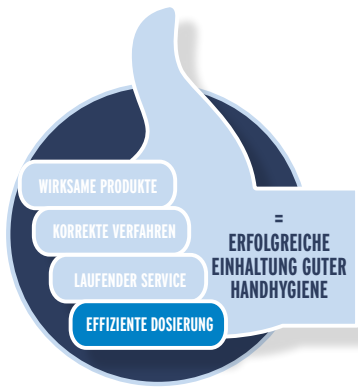 WIRKSAME PRODUKTE
KORREKTE VERFAHREN
LAUFENDER SERVICE
EFFIZIENTE DOSIERUNG
=
ERFOLGREICHE
EINHALTUNG GUTER
HANDHYGIENE